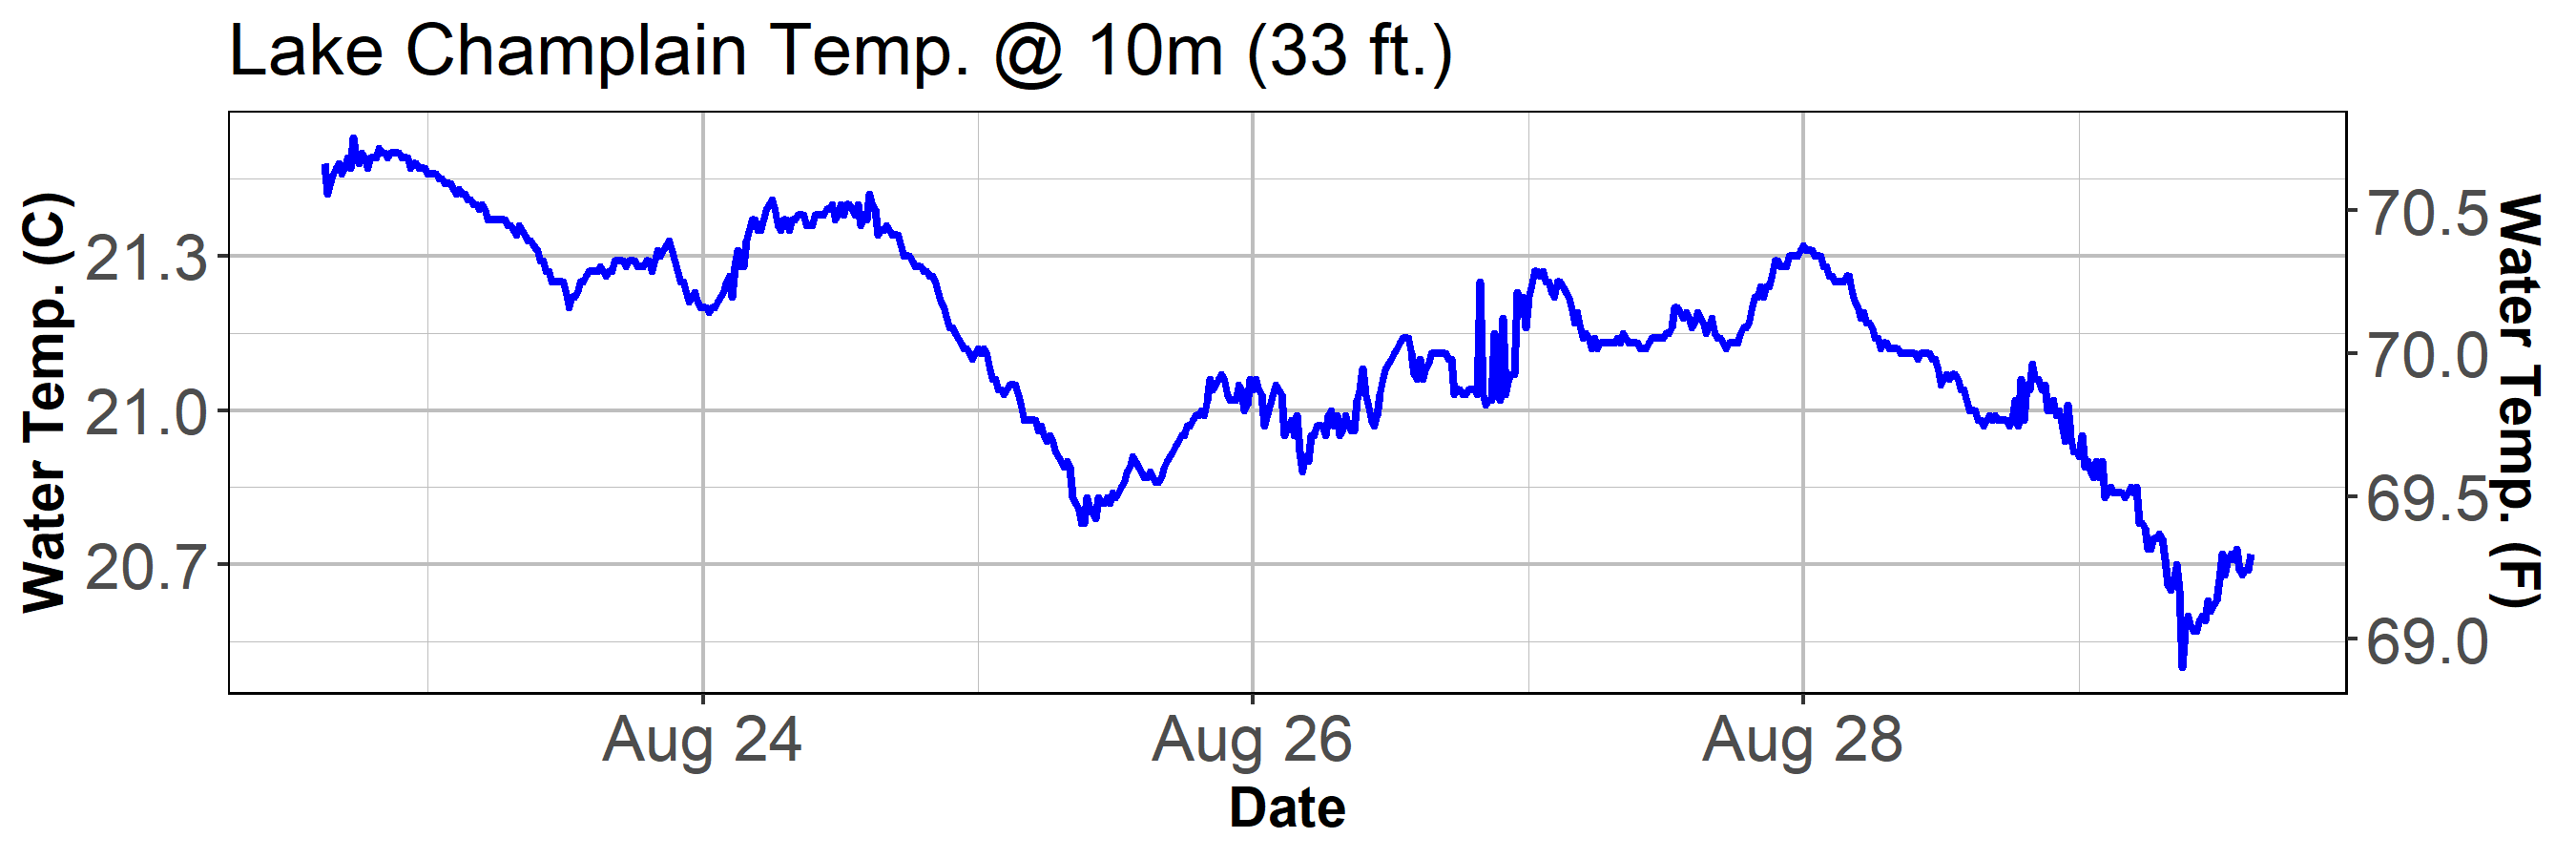 Lake Champlain Temp. @ 10m (33 ft.)
Water Temp. (C)
21.3
21.0
20.7
70.5
70.0
69.5
69.0
Water Temp. (F)
Aug 24
Aug 26
Aug 28
Date